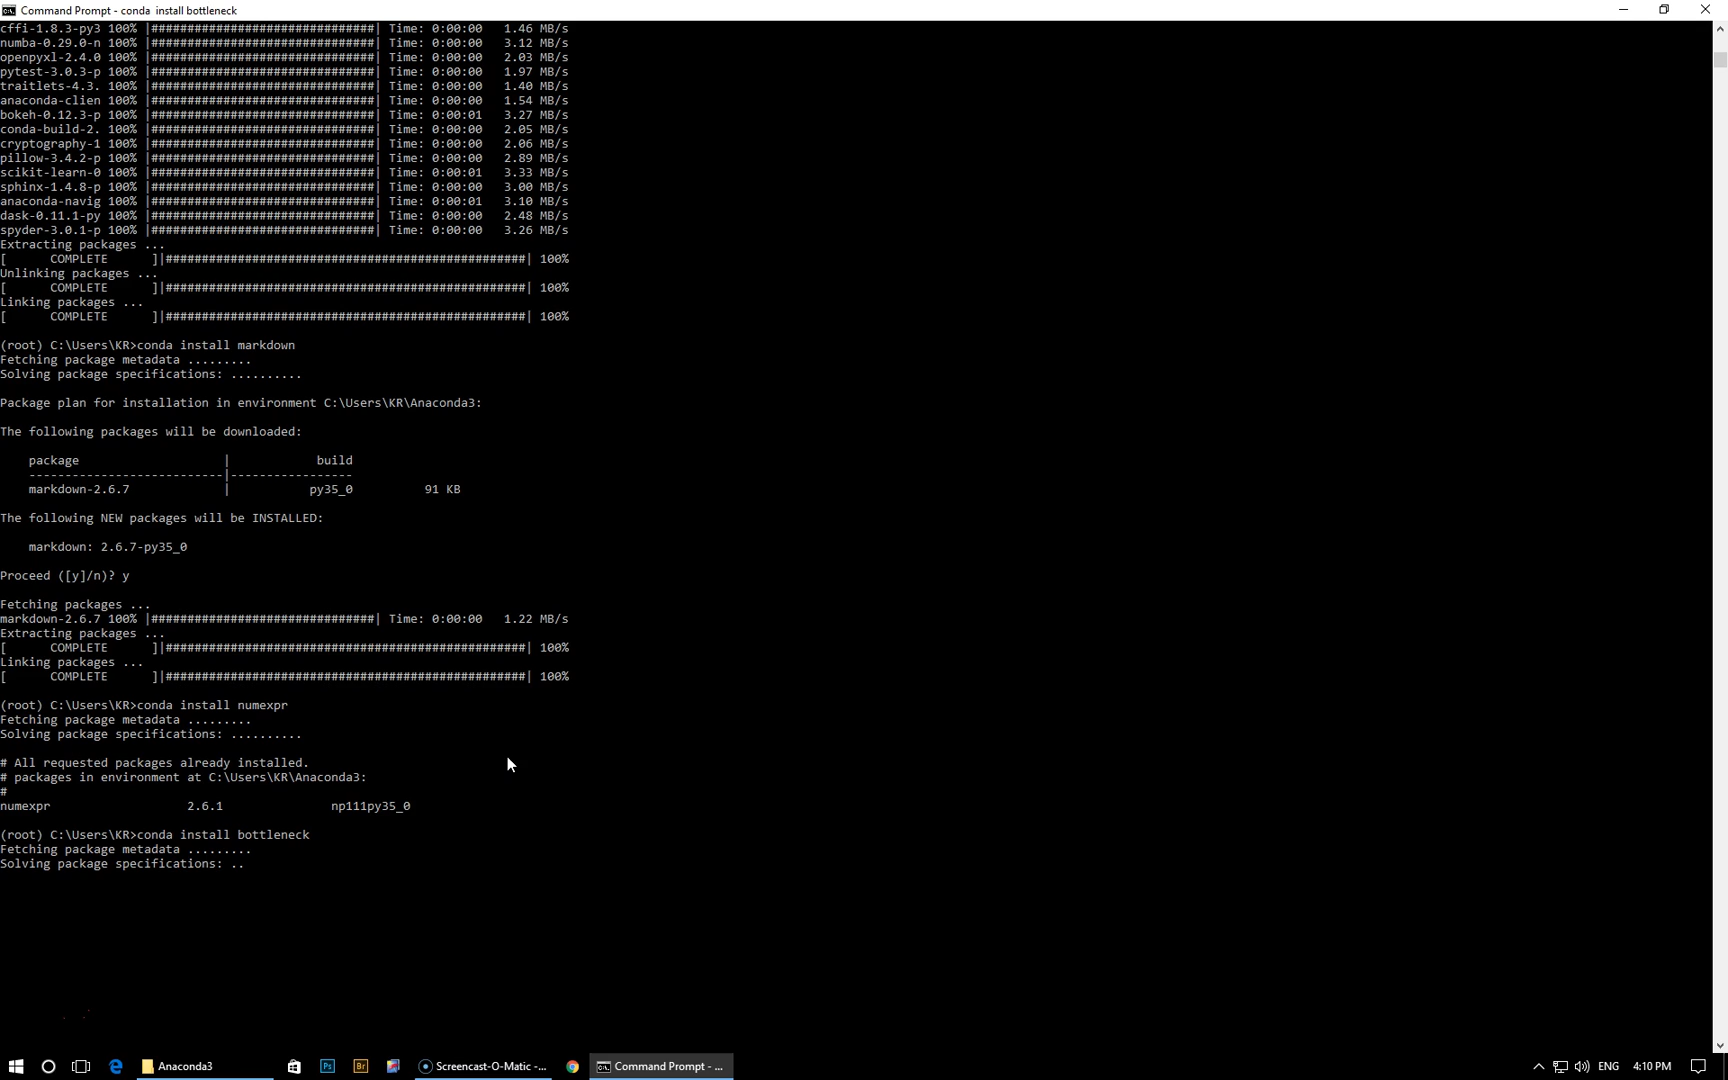 Command Prompt - conda  install bottleneck
cffi-1.8.3-py3 100% |###############################| Time: 0:00:00   1.46 MB/s
numba-0.29.0-n 100% |###############################| Time: 0:00:00   3.12 MB/s
openpyxl-2.4.0 100% |###############################| Time: 0:00:00   2.03 MB/s
pytest-3.0.3-p 100% |###############################| Time: 0:00:00   1.97 MB/s
traitlets-4.3. 100% |###############################| Time: 0:00:00   1.40 MB/s
anaconda-clien 100% |###############################| Time: 0:00:00   1.54 MB/s
bokeh-0.12.3-p 100% |###############################| Time: 0:00:01   3.27 MB/s
conda-build-2. 100% |###############################| Time: 0:00:00   2.05 MB/s
cryptography-1 100% |###############################| Time: 0:00:00   2.06 MB/s
pillow-3.4.2-p 100% |###############################| Time: 0:00:00   2.89 MB/s
scikit-learn-0 100% |###############################| Time: 0:00:01   3.33 MB/s
sphinx-1.4.8-p 100% |###############################| Time: 0:00:00   3.00 MB/s
anaconda-navig 100% |###############################| Time: 0:00:01   3.10 MB/s
dask-0.11.1-py 100% |###############################| Time: 0:00:00   2.48 MB/s
spyder-3.0.1-p 100% |###############################| Time: 0:00:00   3.26 MB/s
Extracting packages ...
[      COMPLETE      ]|##################################################| 100%
Unlinking packages ...
[      COMPLETE      ]|##################################################| 100%
Linking packages ...
[      COMPLETE      ]|##################################################| 100%
(root) C:\Users\KR>conda install markdown
Fetching package metadata .........
Solving package specifications: ..........
Package plan for installation in environment C:\Users\KR\Anaconda3:
The following packages will be downloaded:
    package                    |            build
    ---------------------------|-----------------
    markdown-2.6.7             |           py35_0          91 KB
The following NEW packages will be INSTALLED:
    markdown: 2.6.7-py35_0
Proceed ([y]/n)? y
Fetching packages ...
markdown-2.6.7 100% |###############################| Time: 0:00:00   1.22 MB/s
Extracting packages ...
[      COMPLETE      ]|##################################################| 100%
Linking packages ...
[      COMPLETE      ]|##################################################| 100%
(root) C:\Users\KR>conda install numexpr
Fetching package metadata .........
Solving package specifications: ..........
# All requested packages already installed.
# packages in environment at C:\Users\KR\Anaconda3:
#
numexpr                   2.6.1               np111py35_0
(root) C:\Users\KR>conda install bottleneck
Fetching package metadata .........
Solving package specifications: ..
Anaconda3 Ps Br Screencast-O-Matic -... Command Prompt - ... ENG 4:10 PM